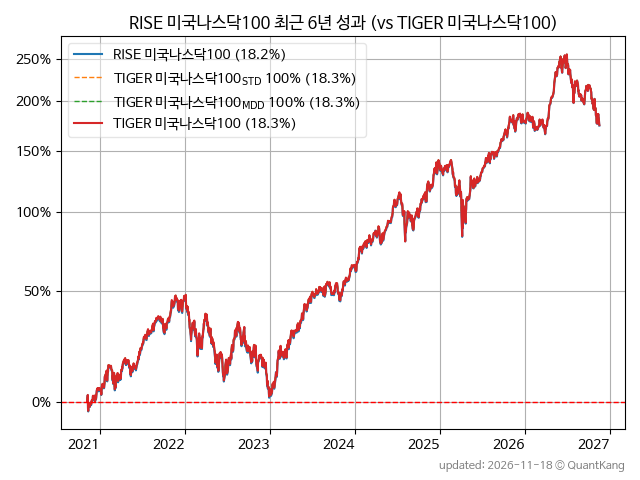 RISE 미국나스닥100 최근 6년 성과 (vs TIGER 미국나스닥100)
RISE 미국나스닥100 (18.2%)
TIGER 미국나스닥100STD 100% (18.3%)
TIGER 미국나스닥100MDD 100% (18.3%)
TIGER 미국나스닥100 (18.3%)
250%
200%
150%
100%
50%
0%
2021 2022 2023 2024 2025 2026 2027
updated: 2026-11-18 © QuantKang